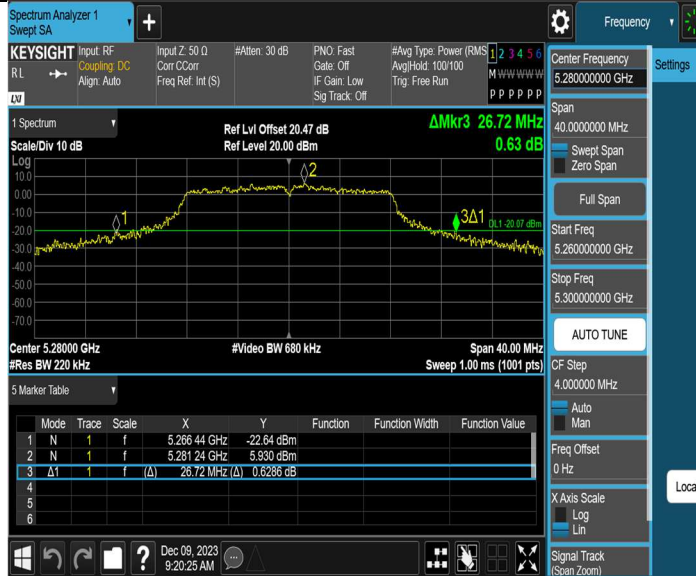 Spectrum Analyzer 1
Swept SA
+
Frequency
KEYSIGHT Input: RF Input Z: 50 Ω #Atten: 30 dB PNO: Fast #Avg Type: Power (RMS 1 2 3 4 5 6
RL Coupling: DC Corr CCorr Gate: Off Avg|Hold: 100/100 M W W W W W
Align: Auto Freq Ref: Int (S) IF Gain: Low Trig: Free Run
LXI Sig Track: Off P P P P P P
1 Spectrum
Ref Lvl Offset 20.47 dB
ΔMkr3 26.72 MHz
Scale/Div 10 dB Ref Level 20.00 dBm 0.63 dB
Log
10.0
0.00
-10.0
-20.0
-30.0
-40.0
-50.0
-60.0
-70.0
1
2
3Δ1
DL1 -20.07 dBm
Center 5.28000 GHz #Video BW 680 kHz Span 40.00 MHz
#Res BW 220 kHz Sweep 1.00 ms (1001 pts)
5 Marker Table
Mode Trace Scale X Y Function Function Width Function Value
1 N 1 f 5.266 44 GHz -22.64 dBm
2 N 1 f 5.281 24 GHz 5.930 dBm
3 Δ1 1 f (Δ) 26.72 MHz (Δ) 0.6286 dB
4
5
6
?
Dec 09, 2023
9:20:25 AM
Center Frequency
5.280000000 GHz
Settings
Span
40.0000000 MHz
Swept Span
Zero Span
Full Span
Start Freq
5.260000000 GHz
Stop Freq
5.300000000 GHz
AUTO TUNE
CF Step
4.000000 MHz
Auto
Man
Freq Offset
0 Hz
X Axis Scale
Log
Lin
Signal Track
(Span Zoom)
Loca